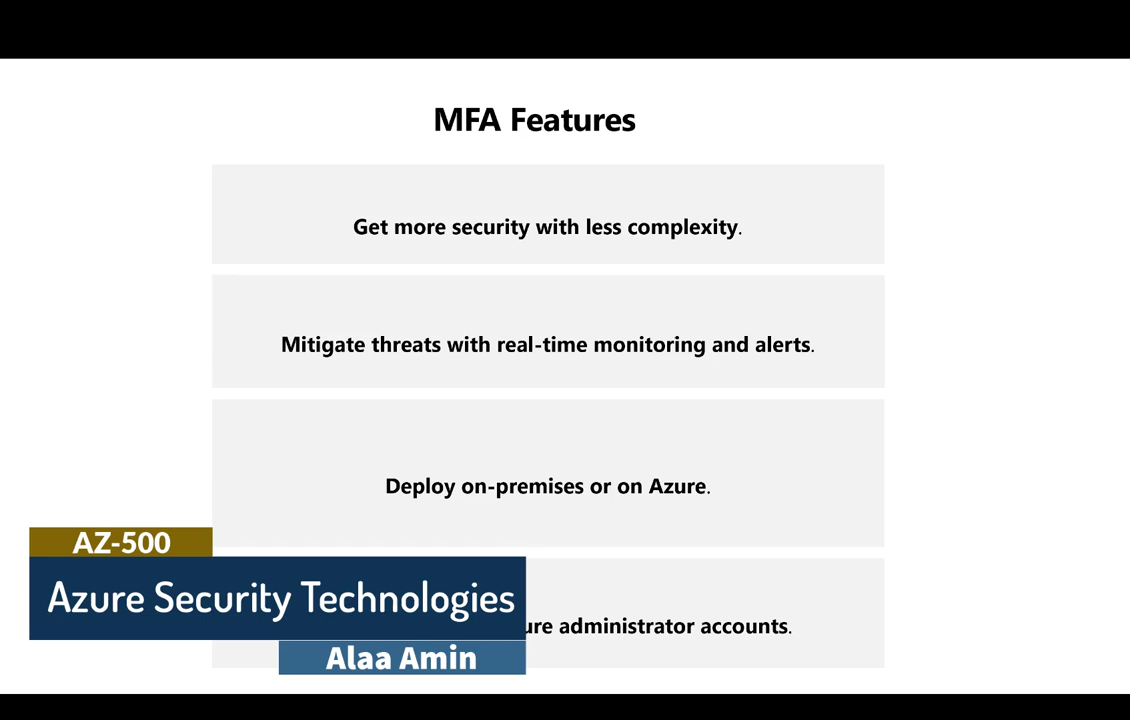 MFA Features
Get more security with less complexity.
Mitigate threats with real-time monitoring and alerts.
Deploy on-premises or on Azure.
administrator accounts.
AZ-500
Azure Security Technologies
Alaa Amin